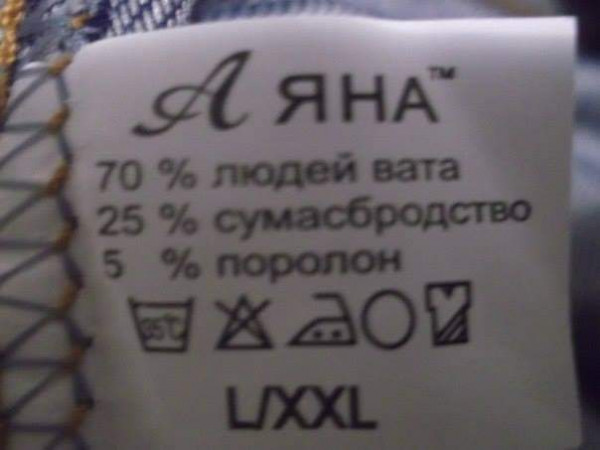 А ЯНА™
70 % людей вата
25 % сумасбродство
5 % поролон
95°C
L/XXL